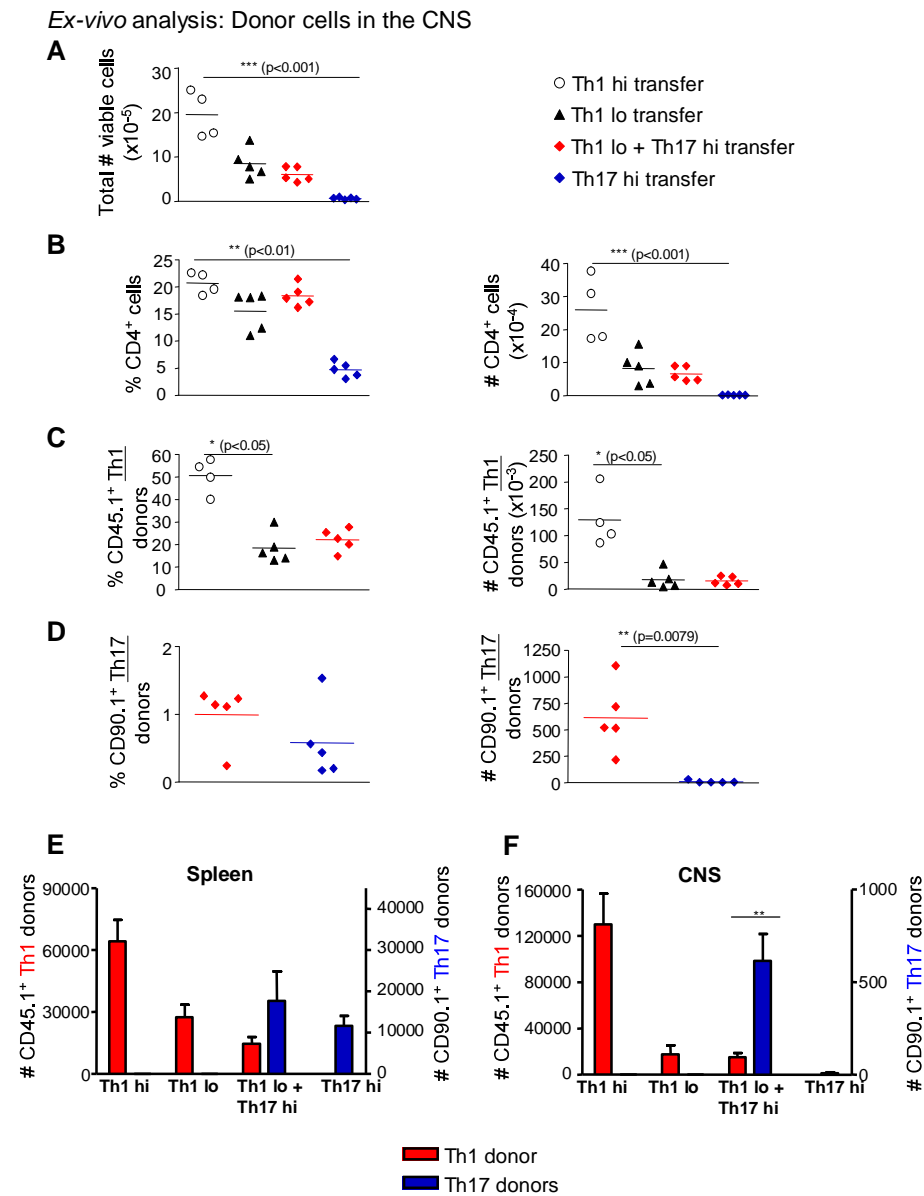 Ex-vivo analysis: Donor cells in the CNS
A
Total # viable cells
(x10-5)
30
20
10
0
*** (p<0.001)
Th1 hi transfer
Th1 lo transfer
Th1 lo + Th17 hi transfer
Th17 hi transfer
B
% CD4+ cells
25
20
15
10
5
0
** (p<0.01)
# CD4+ cells
(x10-4)
40
30
20
10
0
*** (p<0.001)
C
% CD45.1+ Th1
donors
60
50
40
30
20
10
0
* (p<0.05)
# CD45.1+ Th1
donors (x10-3)
250
200
150
100
50
0
* (p<0.05)
D
% CD90.1+ Th17
donors
2
1
0
# CD90.1+ Th17
donors
1250
1000
750
500
250
0
** (p=0.0079)
E
Spleen
# CD45.1+ Th1 donors
90000
60000
30000
0
40000
30000
20000
10000
0
# CD90.1+ Th17 donors
Th1 hi
Th1 lo
Th1 lo +
Th17 hi
Th17 hi
F
CNS
# CD45.1+ Th1 donors
160000
120000
80000
40000
0
**
1000
500
0
# CD90.1+ Th17 donors
Th1 hi
Th1 lo
Th1 lo +
Th17 hi
Th17 hi
Th1 donor
Th17 donors